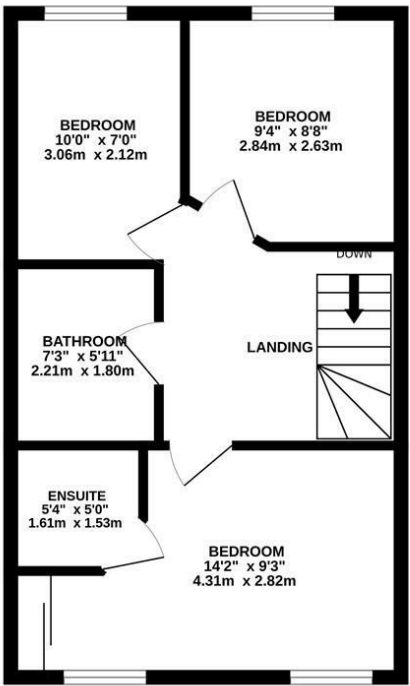 BEDROOM
10'0" x 7'0"
3.06m x 2.12m
BEDROOM
9'4" x 8'8"
2.84m x 2.63m
DOWN
BATHROOM
7'3" x 5'11"
2.21m x 1.80m
LANDING
ENSUITE
5'4" x 5'0"
1.61m x 1.53m
BEDROOM
14'2" x 9'3"
4.31m x 2.82m